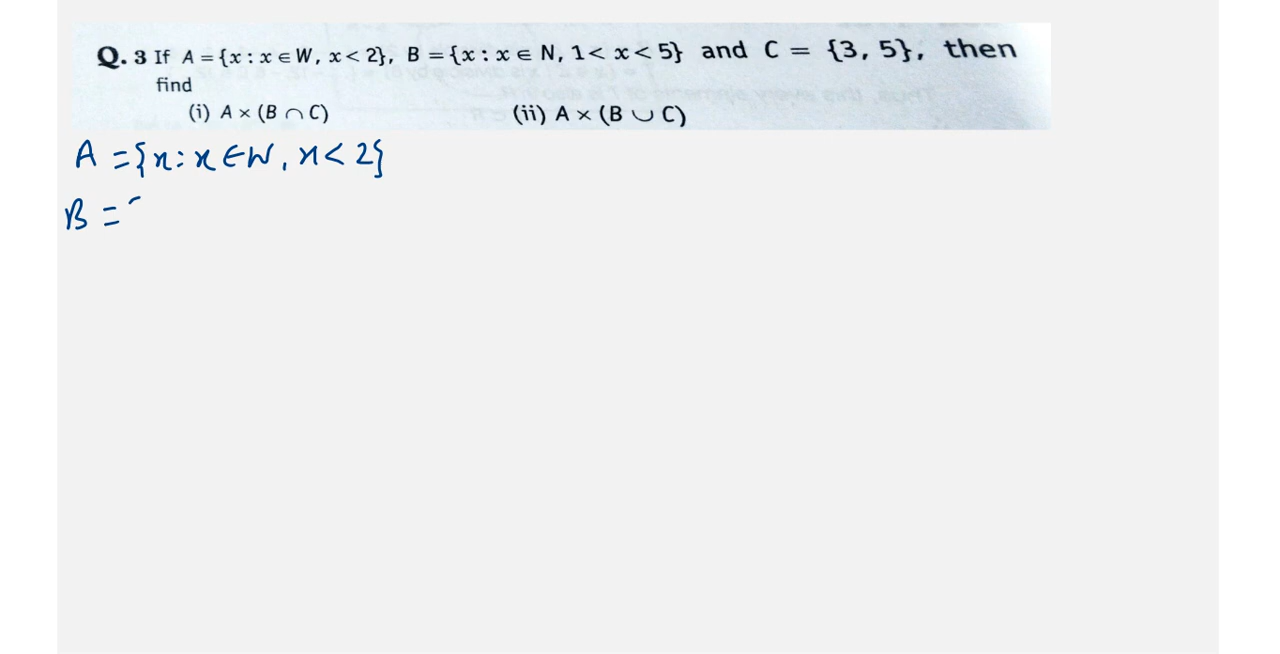 Q. 3 If A = {x : x ∈ W, x < 2}, B = {x : x ∈ N, 1 < x < 5} and C = {3, 5}, then
find
(i) A × (B ∩ C) (ii) A × (B ∪ C)
A = {x : x ∈ W, x < 2}
B =